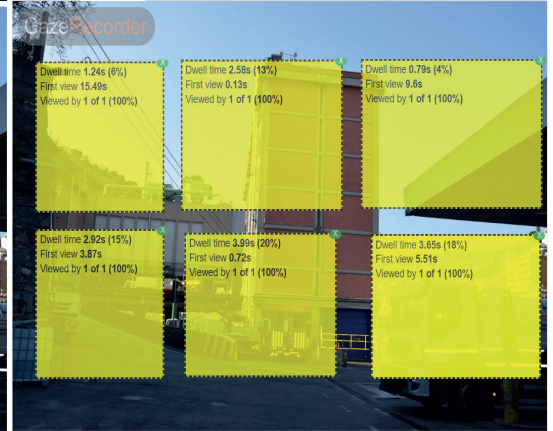 GazeRecorder
Dwell time 1.24s (6%)
First view 15.49s
Viewed by 1 of 1 (100%)
Dwell time 2.58s (13%)
First view 0.13s
Viewed by 1 of 1 (100%)
Dwell time 0.79s (4%)
First view 9.6s
Viewed by 1 of 1 (100%)
Dwell time 2.92s (15%)
First view 3.87s
Viewed by 1 of 1 (100%)
Dwell time 3.99s (20%)
First view 0.72s
Viewed by 1 of 1 (100%)
Dwell time 3.65s (18%)
First view 5.51s
Viewed by 1 of 1 (100%)